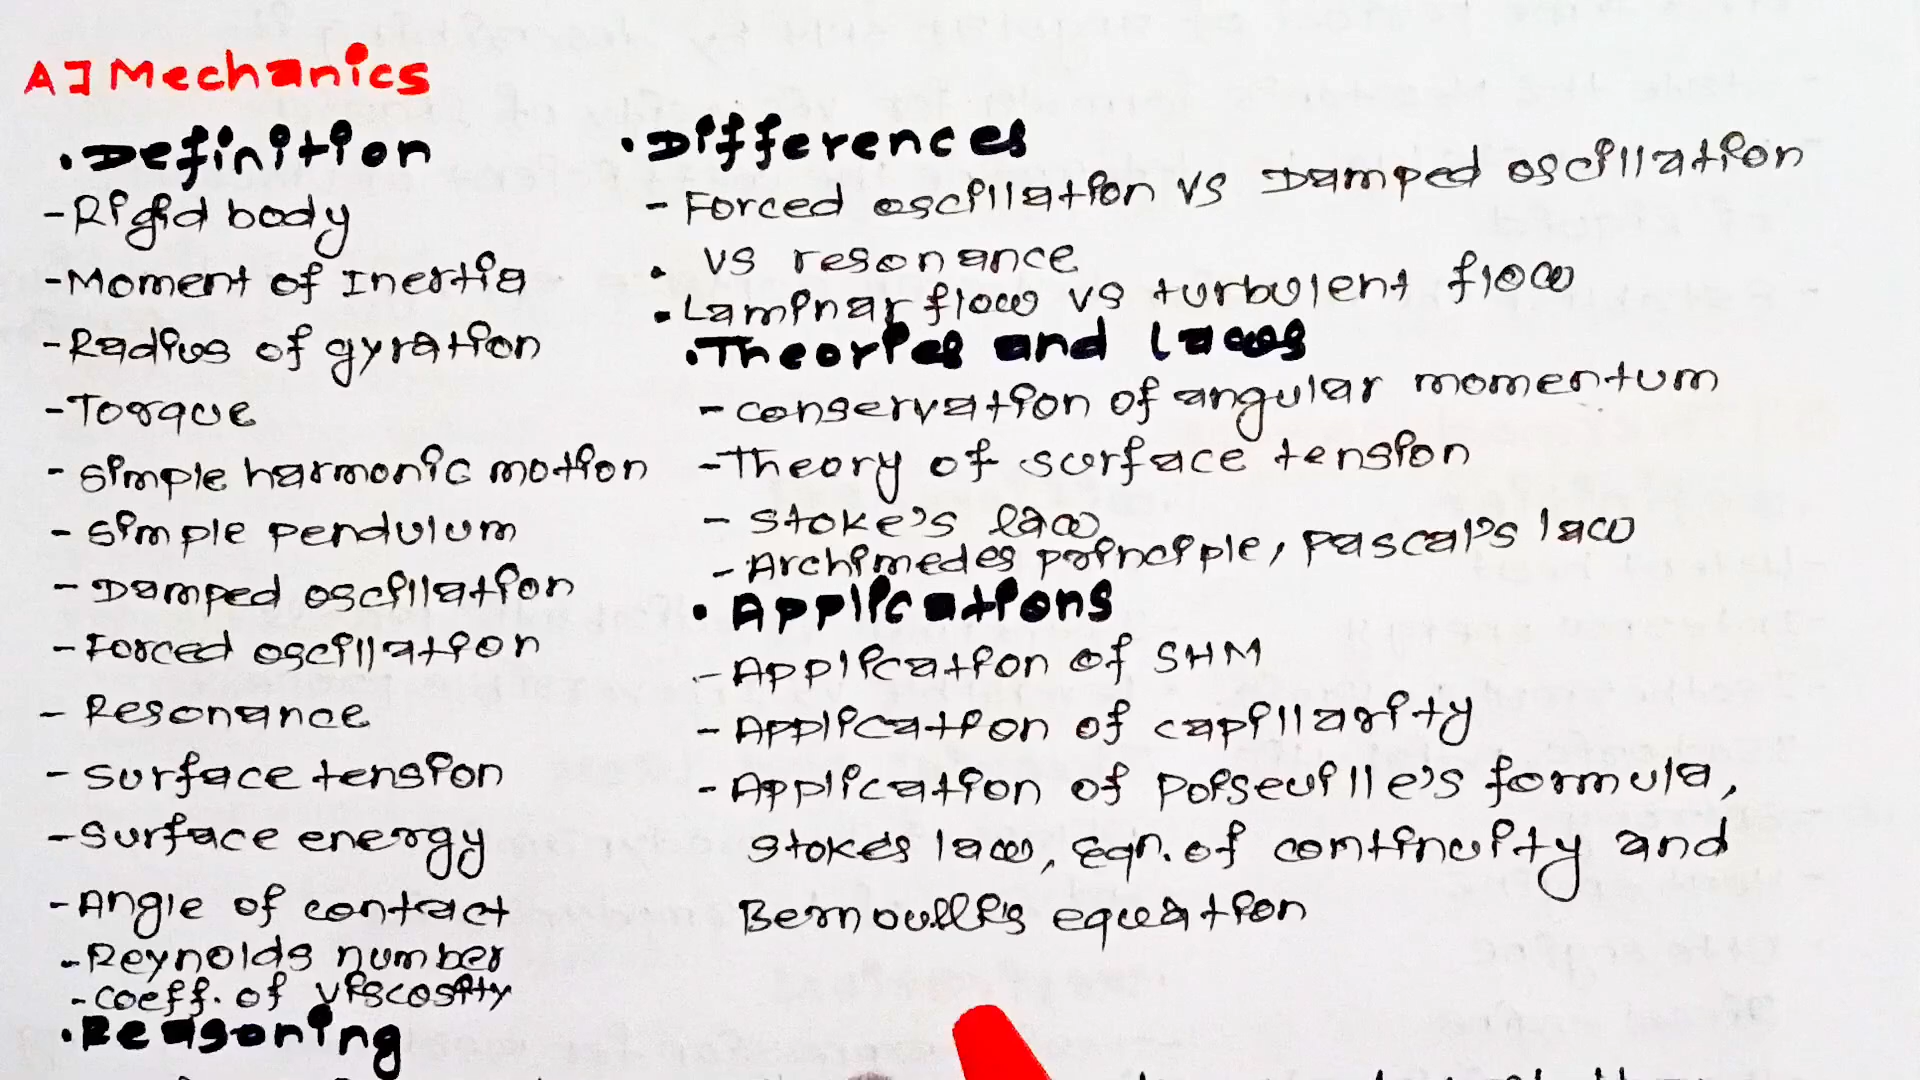 A] Mechanics
• Definition
- Rigid body
- Moment of Inertia
- Radius of gyration
- Torque
- simple harmonic motion
- simple pendulum
- Damped oscillation
- Forced oscillation
- Resonance
- surface tension
- surface energy
- Angle of contact
- Reynolds number
- coeff. of viscosity
• Reasoning
• Differences
- Forced oscillation vs Damped oscillation
vs resonance
• Laminar flow vs turbulent flow
• Theories and laws
- conservation of angular momentum
- Theory of surface tension
- Stoke's law
- Archimedes principle, Pascal's law
• Applications
- Application of SHM
- Application of capillarity
- Application of Poiseuille's formula,
Stokes law, Eqn. of continuity and
Bernoulli's equation